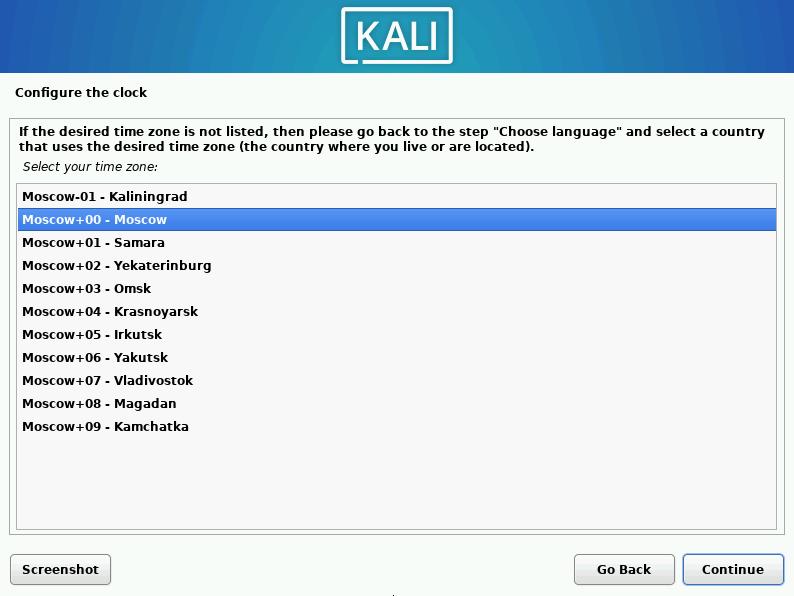 KALI
Configure the clock
If the desired time zone is not listed, then please go back to the step "Choose language" and select a country
that uses the desired time zone (the country where you live or are located).
Select your time zone:
Moscow-01 - Kaliningrad
Moscow+00 - Moscow
Moscow+01 - Samara
Moscow+02 - Yekaterinburg
Moscow+03 - Omsk
Moscow+04 - Krasnoyarsk
Moscow+05 - Irkutsk
Moscow+06 - Yakutsk
Moscow+07 - Vladivostok
Moscow+08 - Magadan
Moscow+09 - Kamchatka
Screenshot
Go Back
Continue